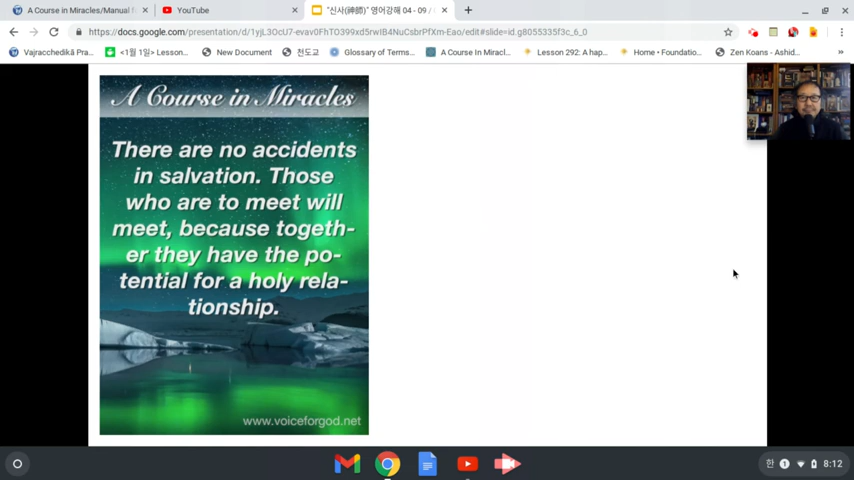 A Course in Miracles/Manual f
YouTube
"신사(神師)" 영어강해 04 - 09 /
https://docs.google.com/presentation/d/1yjL3OcU7-evav0FhTO399xd5rwIB4NuCsbrPfXm-Eao/edit#slide=id.g8055335f3c_6_0
Vajracchedikā Pra...
<1월 1일> Lesson...
New Document
천도교
Glossary of Terms...
A Course In Miracl...
Lesson 292: A hap...
Home • Foundatio...
Zen Koans - Ashid...
A Course in Miracles
There are no accidents
in salvation. Those
who are to meet will
meet, because togeth-
er they have the po-
tential for a holy rela-
tionship.
www.voiceforgod.net
한
1
8:12